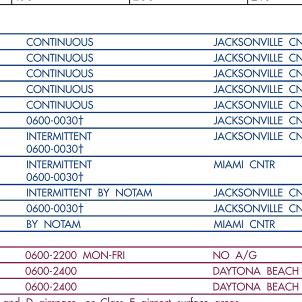 CONTINUOUS JACKSONVILLE CN
CONTINUOUS JACKSONVILLE CN
CONTINUOUS JACKSONVILLE CN
CONTINUOUS JACKSONVILLE CN
CONTINUOUS JACKSONVILLE CN
0600-0030† JACKSONVILLE CN
INTERMITTENT JACKSONVILLE CN
0600-0030†
INTERMITTENT MIAMI CNTR
0600-0030†
INTERMITTENT BY NOTAM JACKSONVILLE CN
0600-0030† JACKSONVILLE CN
BY NOTAM MIAMI CNTR
0600-2200 MON-FRI NO A/G
0600-2400 DAYTONA BEACH
0600-2400 DAYTONA BEACH
and D airspace, or Class E airport surface areas